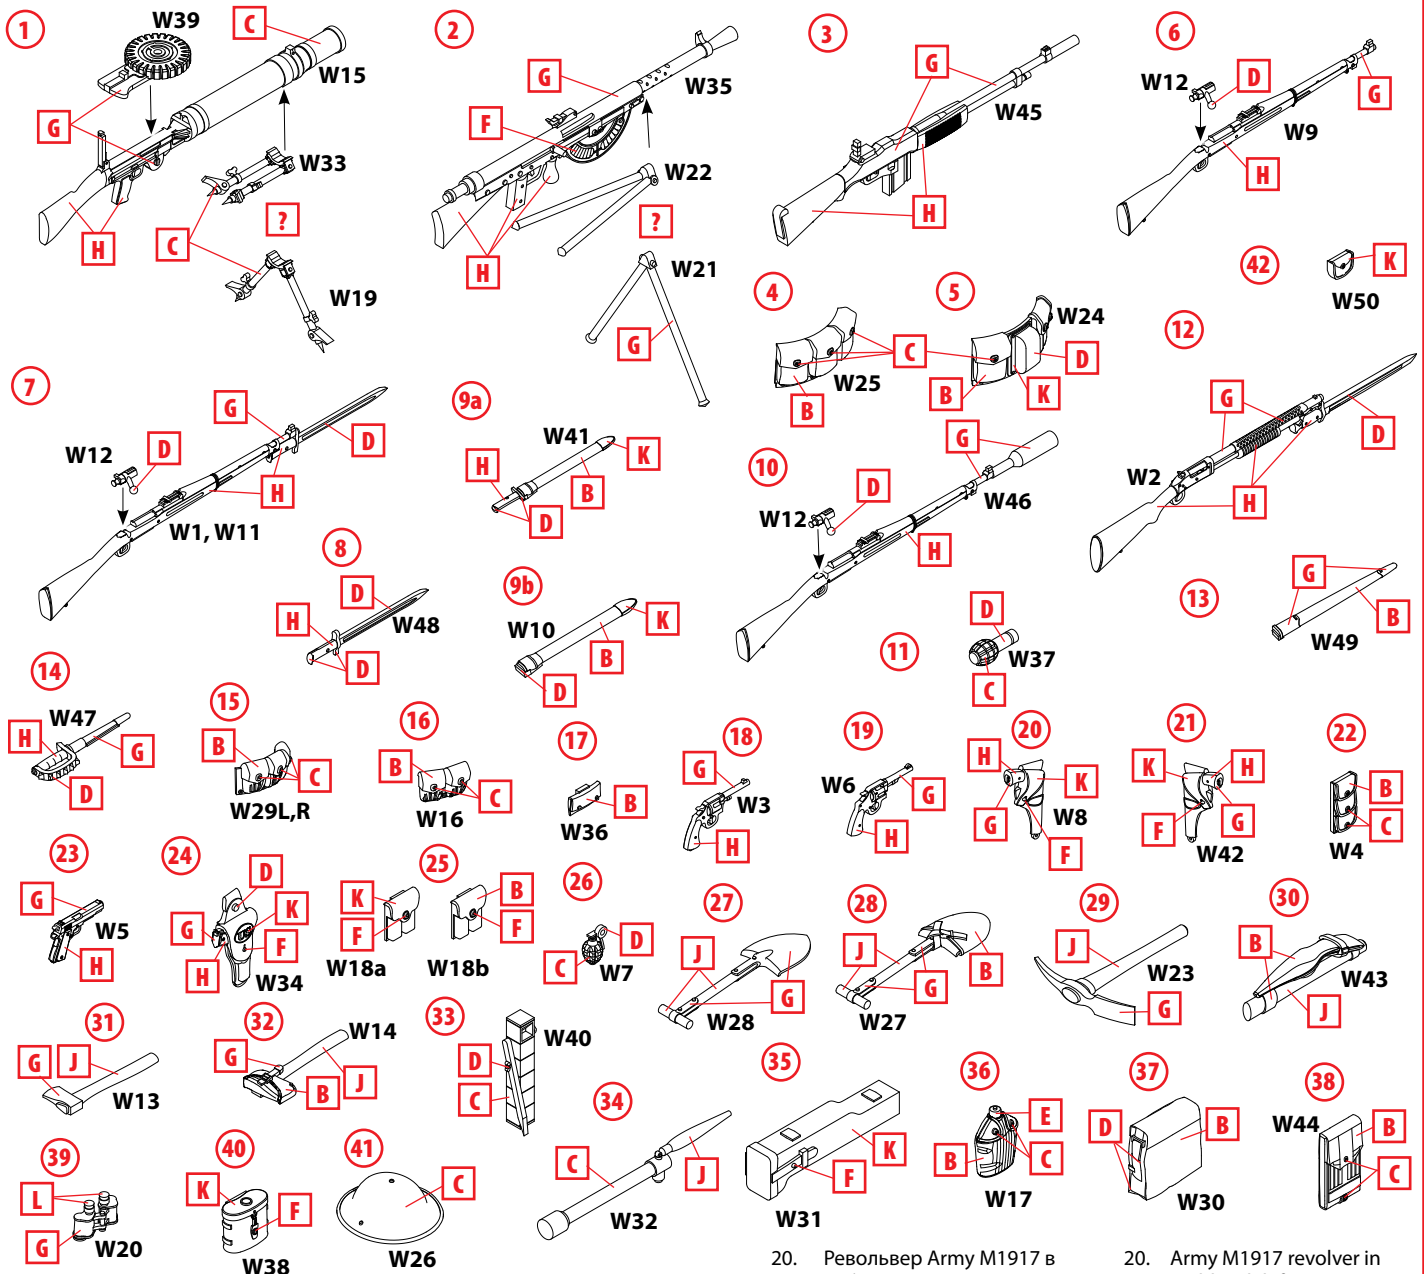 1 W39 C W15 G W33 ? H C W19
2 G W35 F W22 ? H W21 G
3 G W45 H
6 W12 D G W9 H
42 K W50
4 C W25 B
5 W24 C D B K
12 G W2 D H
7 G W12 D D H W1, W11
9a W41 K H B D
10 G D W46 W12 H
8 D H W48 D
9b W10 K B D
11 D W37 C
13 G B W49
14 W47 H G D
15 B C W29L,R
16 B C W16
17 B W36
18 G W3 H
19 W6 G H
20 H K G W8 F
21 K H F G W42
22 B C W4
23 G W5 H
24 D K G F H W34
25 K B F F W18a W18b
26 D C W7
27 J G W28
28 J B G W27
29 J W23 G
30 B W43 J
31 G J W13
32 W14 G J B
33 W40 D C
34 C J W32
35 K F W31
36 E B C W17
37 D B W30
38 W44 B C
39 L G W20
40 K F W38
41 C W26
20. Револьвер Army M1917 в
20. Army M1917 revolver in